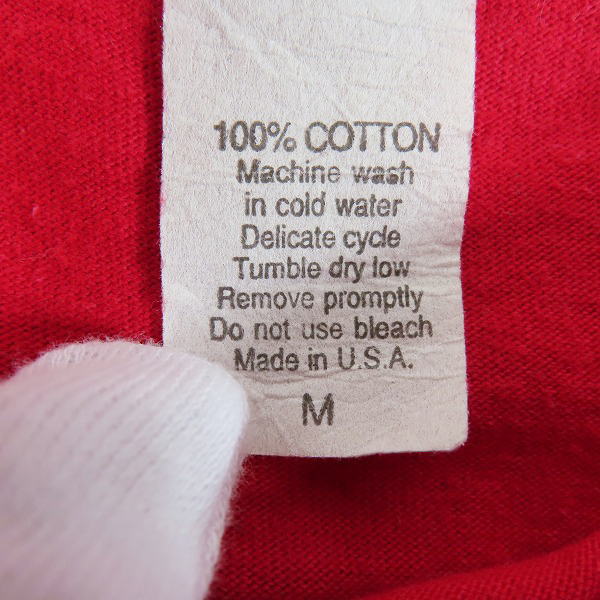 100% COTTON
Machine wash
in cold water
Delicate cycle
Tumble dry low
Remove promptly
Do not use bleach
Made in U.S.A.
M